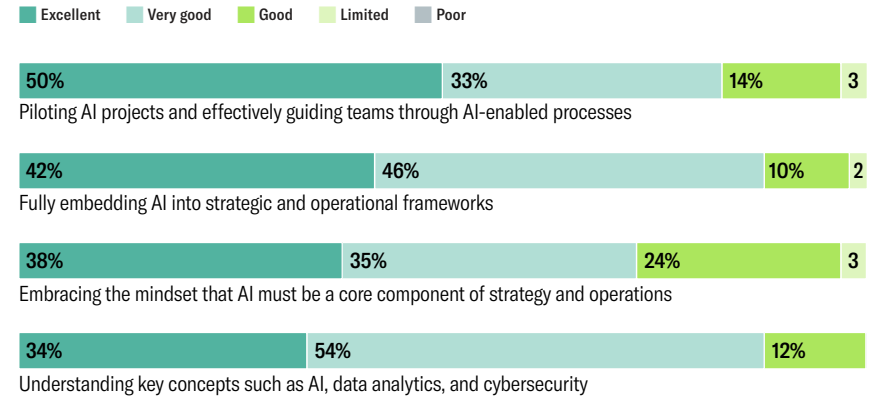 Excellent Very good Good Limited Poor
50% 33% 14% 3
Piloting AI projects and effectively guiding teams through AI-enabled processes
42% 46% 10% 2
Fully embedding AI into strategic and operational frameworks
38% 35% 24% 3
Embracing the mindset that AI must be a core component of strategy and operations
34% 54% 12%
Understanding key concepts such as AI, data analytics, and cybersecurity